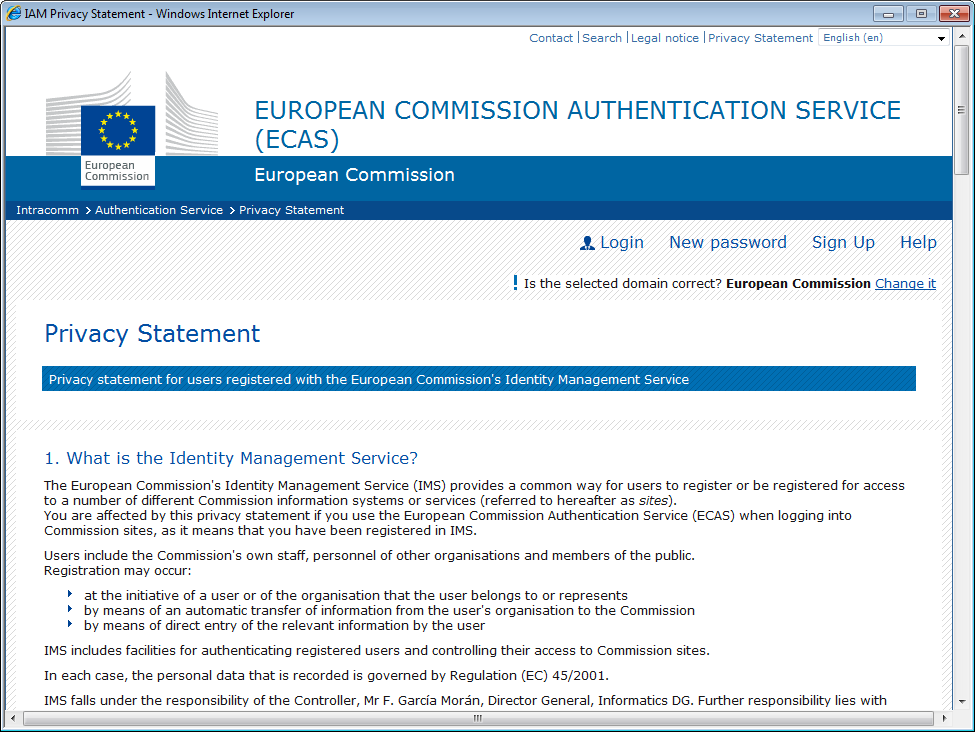 IAM Privacy Statement - Windows Internet Explorer
Contact | Search | Legal notice | Privacy Statement English (en)
EUROPEAN COMMISSION AUTHENTICATION SERVICE
(ECAS)
European
Commission
European Commission
Intracomm > Authentication Service > Privacy Statement
Login New password Sign Up Help
! Is the selected domain correct? European Commission Change it
Privacy Statement
Privacy statement for users registered with the European Commission's Identity Management Service
1. What is the Identity Management Service?
The European Commission's Identity Management Service (IMS) provides a common way for users to register or be registered for access
to a number of different Commission information systems or services (referred to hereafter as sites).
You are affected by this privacy statement if you use the European Commission Authentication Service (ECAS) when logging into
Commission sites, as it means that you have been registered in IMS.
Users include the Commission's own staff, personnel of other organisations and members of the public.
Registration may occur:
at the initiative of a user or of the organisation that the user belongs to or represents
by means of an automatic transfer of information from the user's organisation to the Commission
by means of direct entry of the relevant information by the user
IMS includes facilities for authenticating registered users and controlling their access to Commission sites.
In each case, the personal data that is recorded is governed by Regulation (EC) 45/2001.
IMS falls under the responsibility of the Controller, Mr F. García Morán, Director General, Informatics DG. Further responsibility lies with